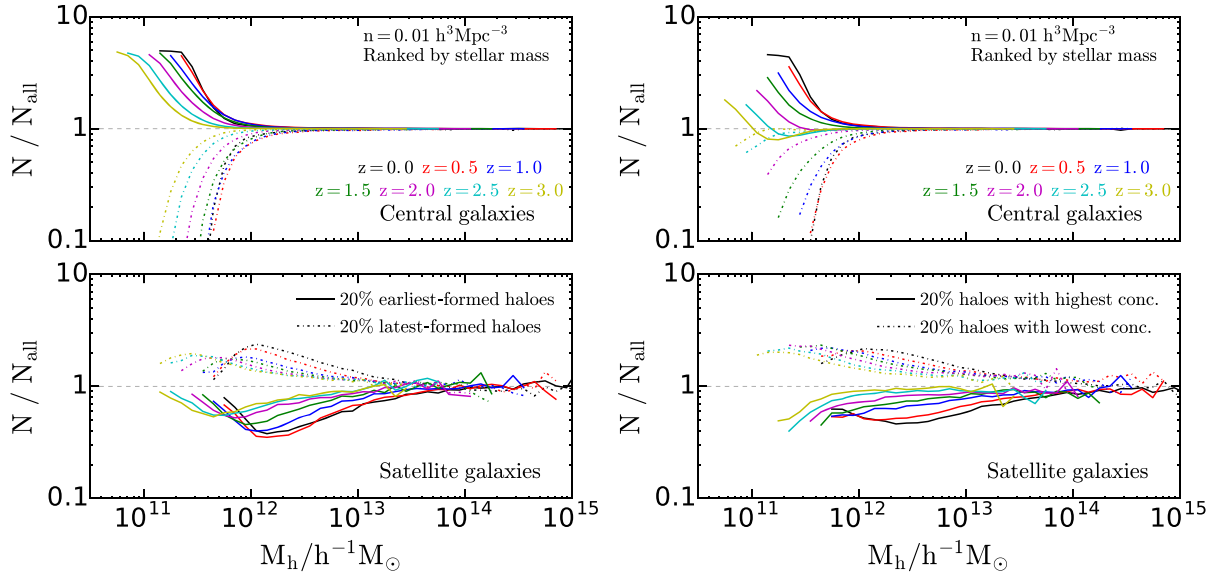 10
n = 0.01 h³Mpc⁻³
Ranked by stellar mass
N / N_all
1
z = 0.0 z = 0.5 z = 1.0
z = 1.5 z = 2.0 z = 2.5 z = 3.0
Central galaxies
0.1
10
20% earliest-formed haloes
20% latest-formed haloes
N / N_all
1
Satellite galaxies
0.1
10¹¹ 10¹² 10¹³ 10¹⁴ 10¹⁵
M_h/h⁻¹M_⊙
10
n = 0.01 h³Mpc⁻³
Ranked by stellar mass
N / N_all
1
z = 0.0 z = 0.5 z = 1.0
z = 1.5 z = 2.0 z = 2.5 z = 3.0
Central galaxies
0.1
10
20% haloes with highest conc.
20% haloes with lowest conc.
N / N_all
1
Satellite galaxies
0.1
10¹¹ 10¹² 10¹³ 10¹⁴ 10¹⁵
M_h/h⁻¹M_⊙